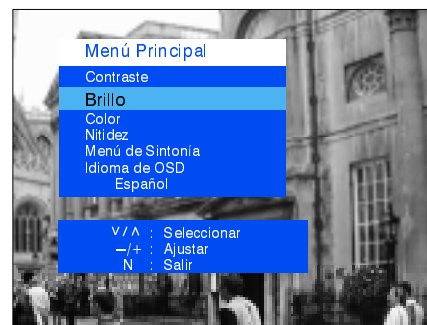 Menú Principal
Contraste
Brillo
Color
Nitidez
Menú de Sintonía
Idioma de OSD
Español
∨/∧ : Seleccionar
–/+ : Ajustar
N : Salir